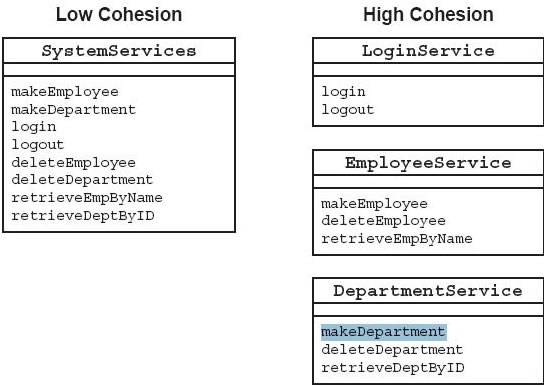 Low Cohesion
SystemServices
makeEmployee
makeDepartment
login
logout
deleteEmployee
deleteDepartment
retrieveEmpByName
retrieveDeptByID
High Cohesion
LoginService
login
logout
EmployeeService
makeEmployee
deleteEmployee
retrieveEmpByName
DepartmentService
makeDepartment
deleteDepartment
retrieveDeptByID